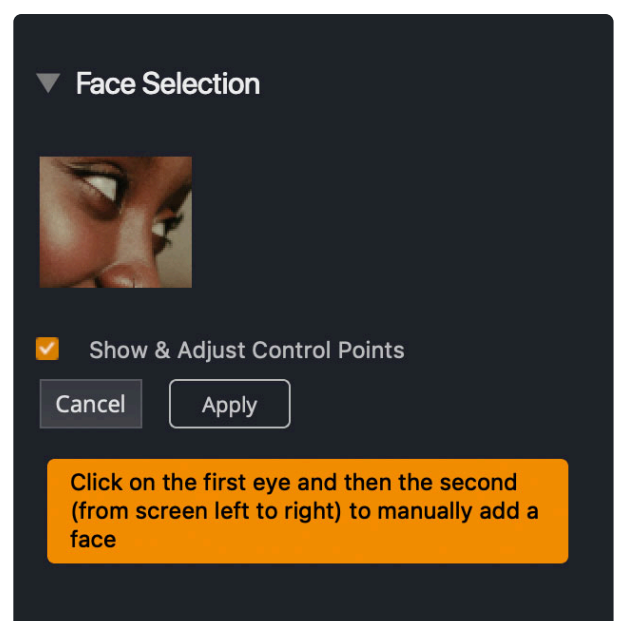 Face Selection
Show & Adjust Control Points
Cancel
Apply
Click on the first eye and then the second
(from screen left to right) to manually add a
face